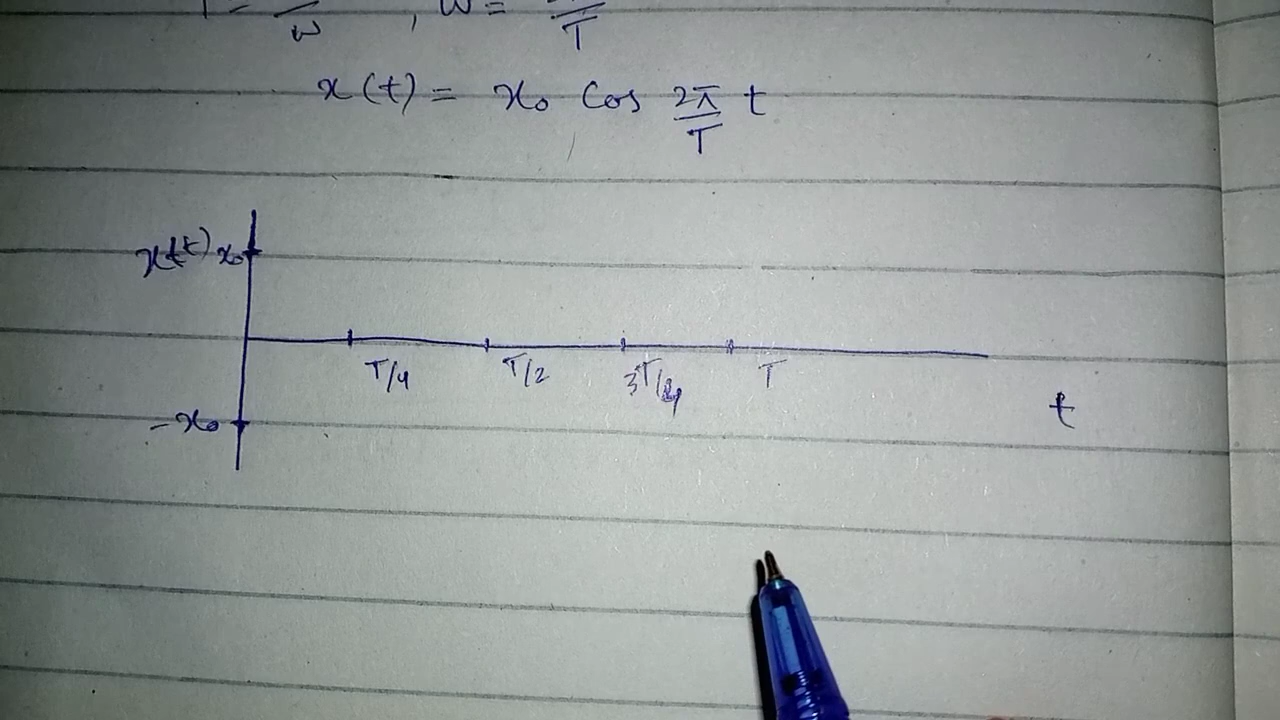 ω , ω = / T
x(t) = x₀ cos 2π/T t
x(t) x₀
T/4 T/2 3T/4 T
-x₀ t